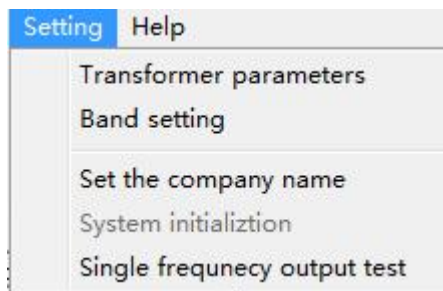 Setting Help
Transformer parameters
Band setting
Set the company name
System initializtion
Single frequnecy output test